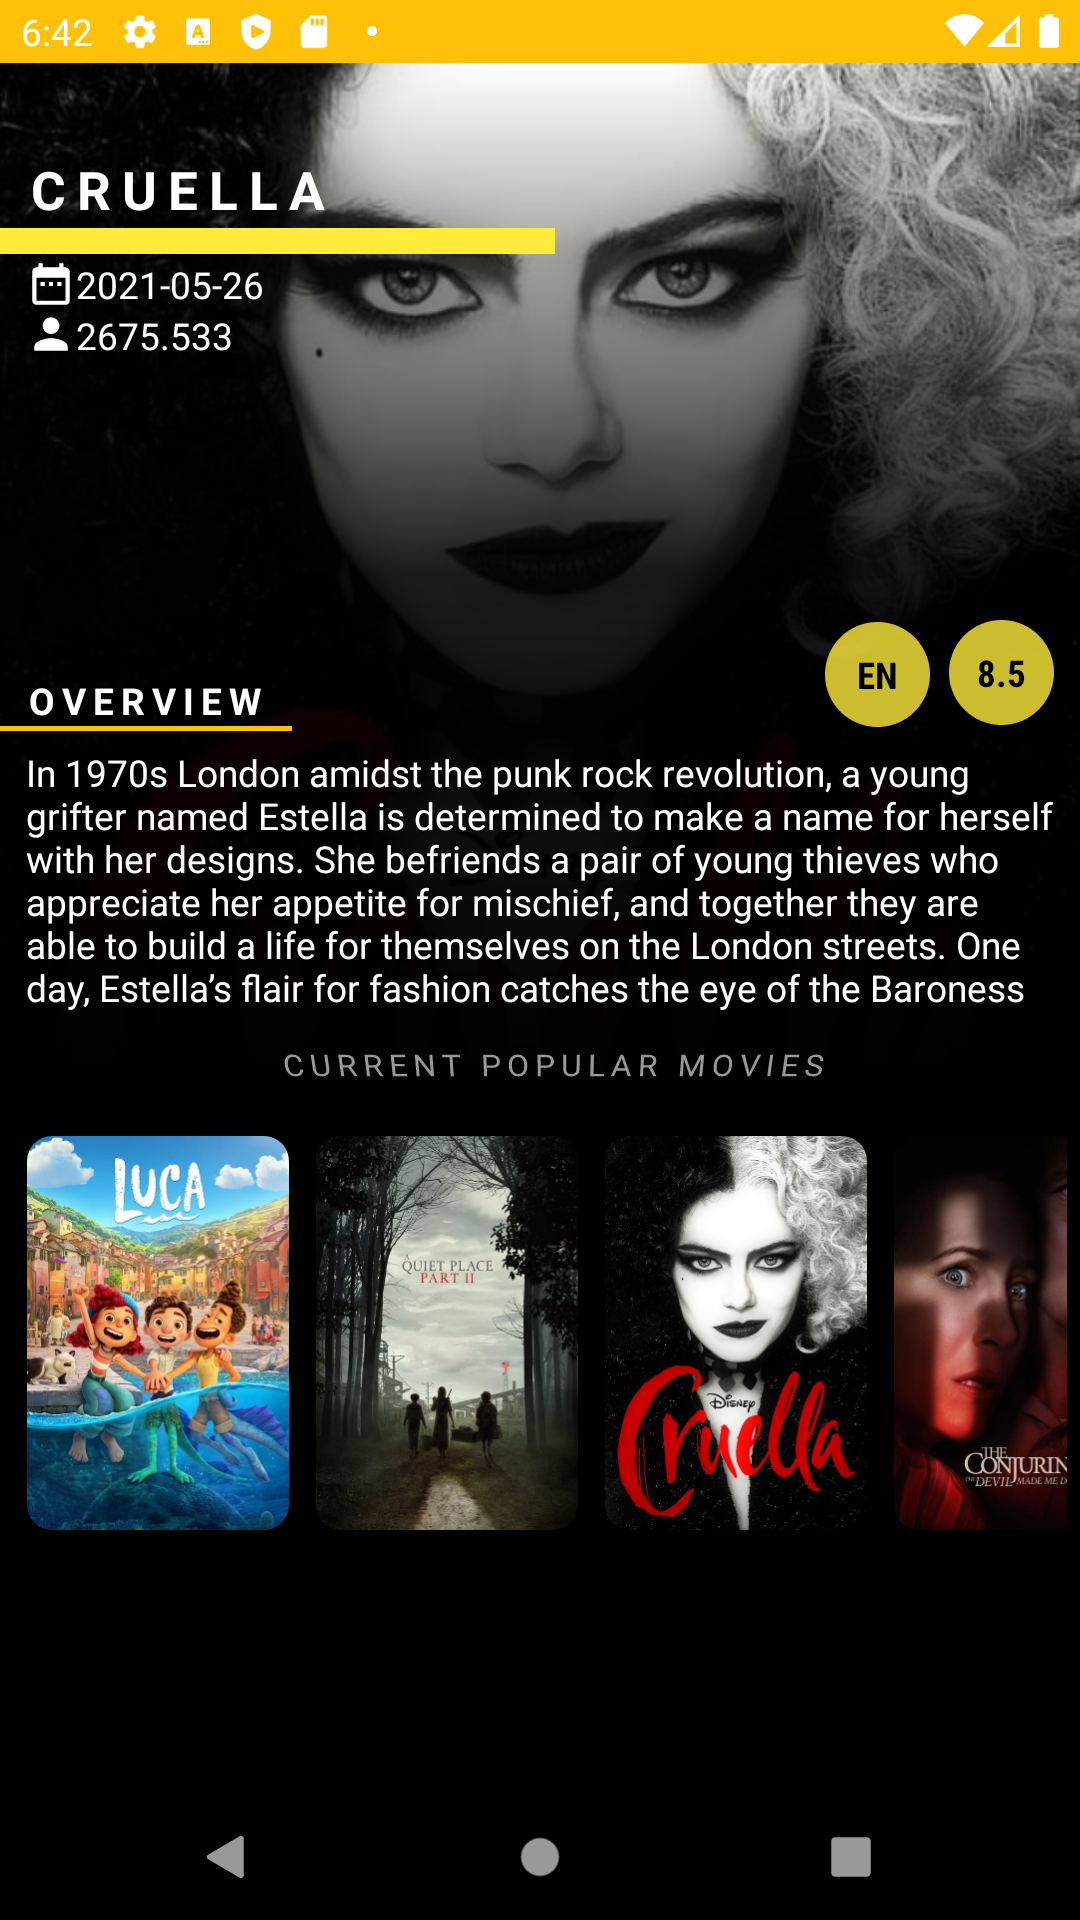 6:42
CRUELLA
2021-05-26
2675.533
EN
8.5
OVERVIEW
In 1970s London amidst the punk rock revolution, a young
grifter named Estella is determined to make a name for herself
with her designs. She befriends a pair of young thieves who
appreciate her appetite for mischief, and together they are
able to build a life for themselves on the London streets. One
day, Estella’s flair for fashion catches the eye of the Baroness
CURRENT POPULAR MOVIES
LUCA
A
QUIET PLACE
PART II
Disney
Cruella
THE
CONJURIN
THE DEVIL MADE ME D